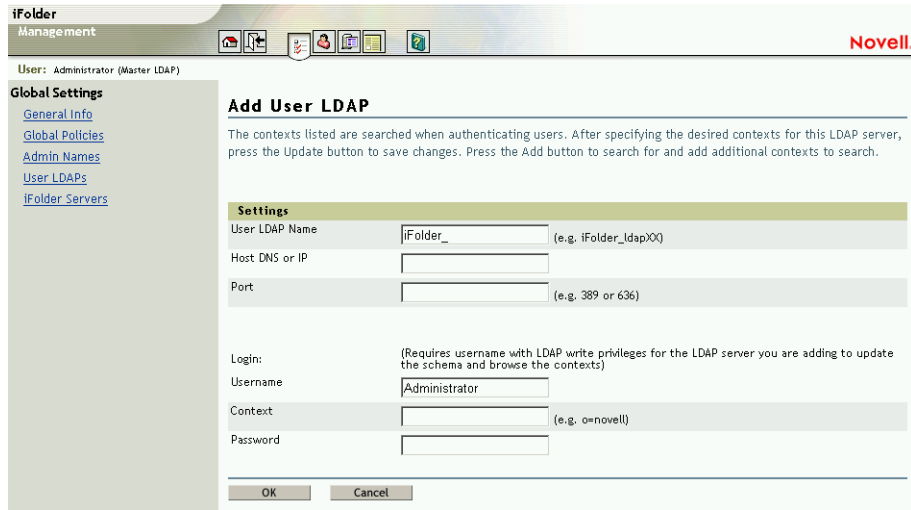 iFolder
Management
Novell.
User: Administrator (Master LDAP)
Global Settings
General Info
Global Policies
Admin Names
User LDAPs
iFolder Servers
Add User LDAP
The contexts listed are searched when authenticating users. After specifying the desired contexts for this LDAP server,
press the Update button to save changes. Press the Add button to search for and add additional contexts to search.
Settings
User LDAP Name iFolder_ (e.g. iFolder_ldapXX)
Host DNS or IP
Port (e.g. 389 or 636)
Login: (Requires username with LDAP write privileges for the LDAP server you are adding to update
the schema and browse the contexts)
Username Administrator
Context (e.g. o=novell)
Password
OK Cancel